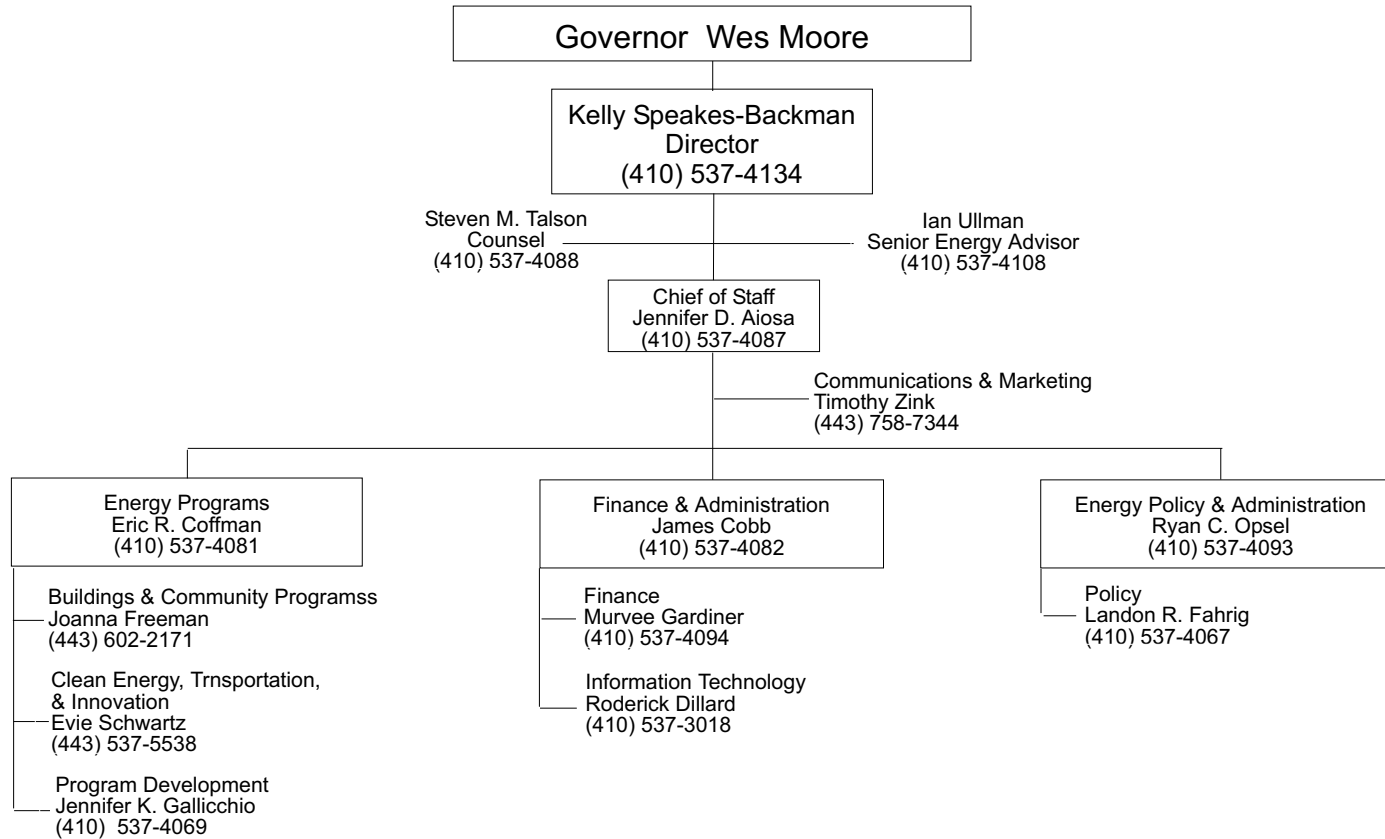 Governor  Wes Moore
Kelly Speakes-Backman
Director
(410) 537-4134
Steven M. Talson
Counsel
(410) 537-4088
Ian Ullman
Senior Energy Advisor
(410) 537-4108
Chief of Staff
Jennifer D. Aiosa
(410) 537-4087
Communications & Marketing
Timothy Zink
(443) 758-7344
Energy Programs
Eric R. Coffman
(410) 537-4081
Buildings & Community Programss
Joanna Freeman
(443) 602-2171
Clean Energy, Trnsportation,
& Innovation
Evie Schwartz
(443) 537-5538
Program Development
Jennifer K. Gallicchio
(410)  537-4069
Finance & Administration
James Cobb
(410) 537-4082
Finance
Murvee Gardiner
(410) 537-4094
Information Technology
Roderick Dillard
(410) 537-3018
Energy Policy & Administration
Ryan C. Opsel
(410) 537-4093
Policy
Landon R. Fahrig
(410) 537-4067